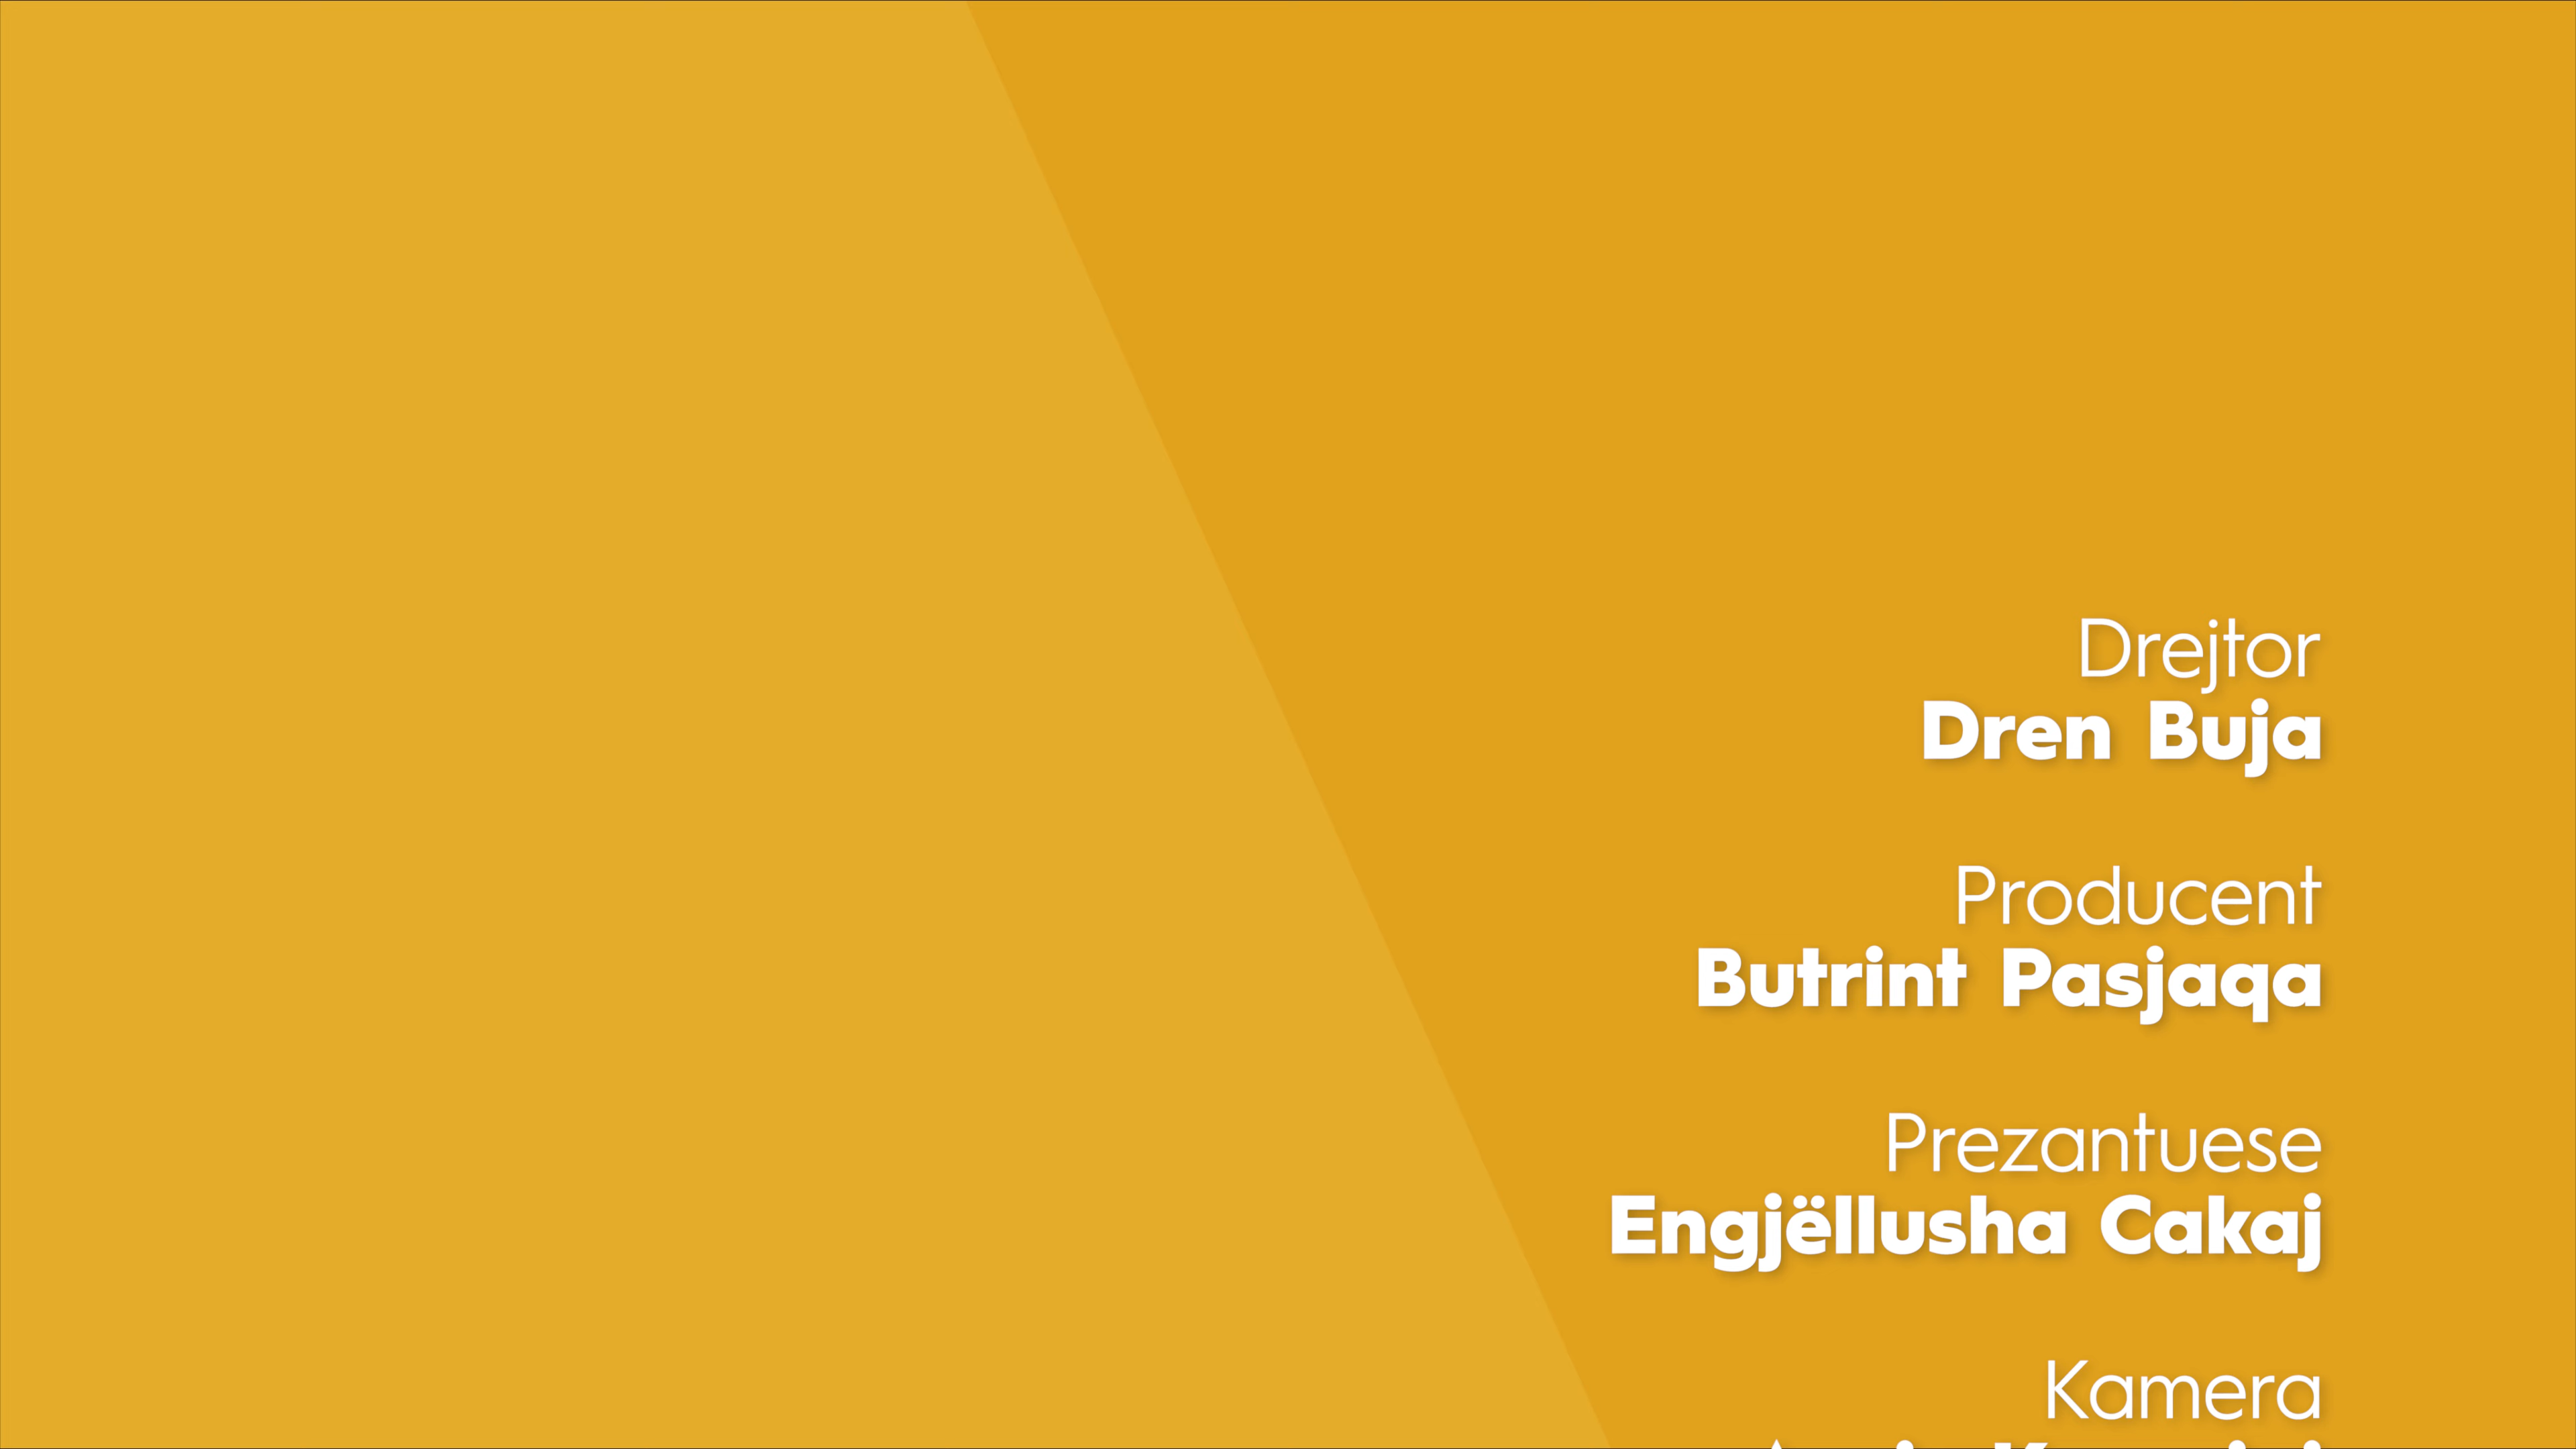 Drejtor
Dren Buja
Producent
Butrint Pasjaqa
Prezantuese
Engjëllusha Cakaj
Kamera